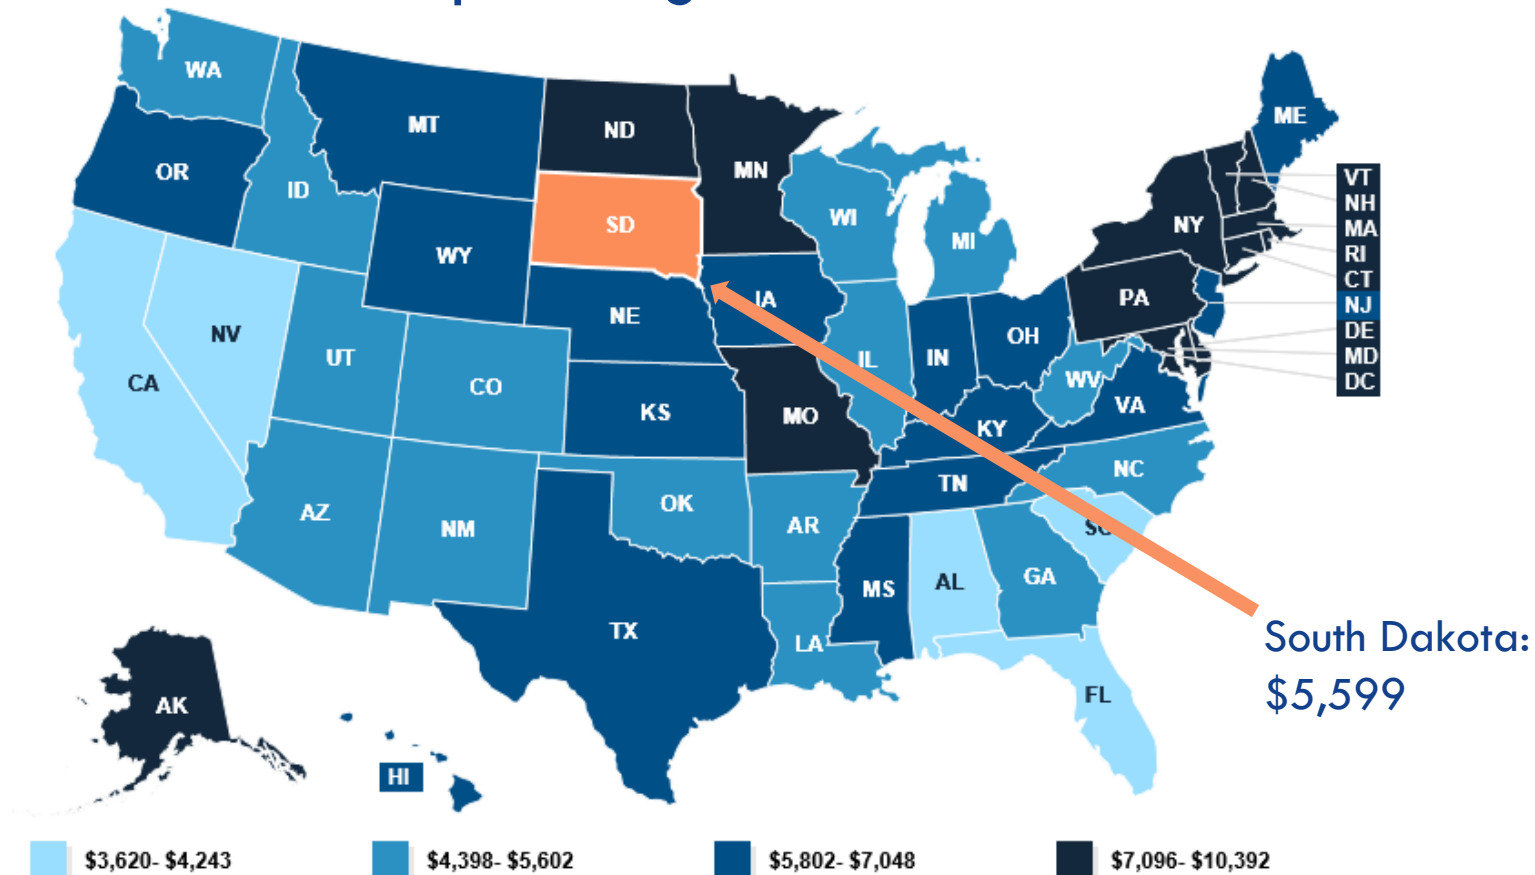 WA
MT
ND
MN
ME
OR
ID
SD
WI
MI
NY
VT
NH
MA
RI
CT
NJ
DE
MD
DC
WY
IA
PA
NE
NV
UT
CO
CA
IL
IN
OH
WV
VA
KS
MO
KY
NC
TN
AZ
NM
OK
AR
SC
MS
AL
GA
TX
LA
FL
AK
HI
South Dakota:
$5,599
$3,620- $4,243
$4,398- $5,602
$5,802- $7,048
$7,096- $10,392